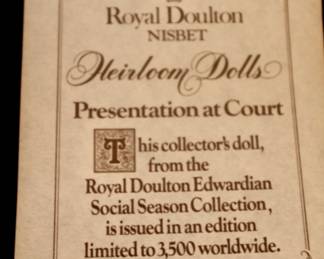 Royal Doulton
NISBET
Heirloom Dolls
Presentation at Court
This collector's doll,
from the
Royal Doulton Edwardian
Social Season Collection,
is issued in an edition
limited to 3,500 worldwide.